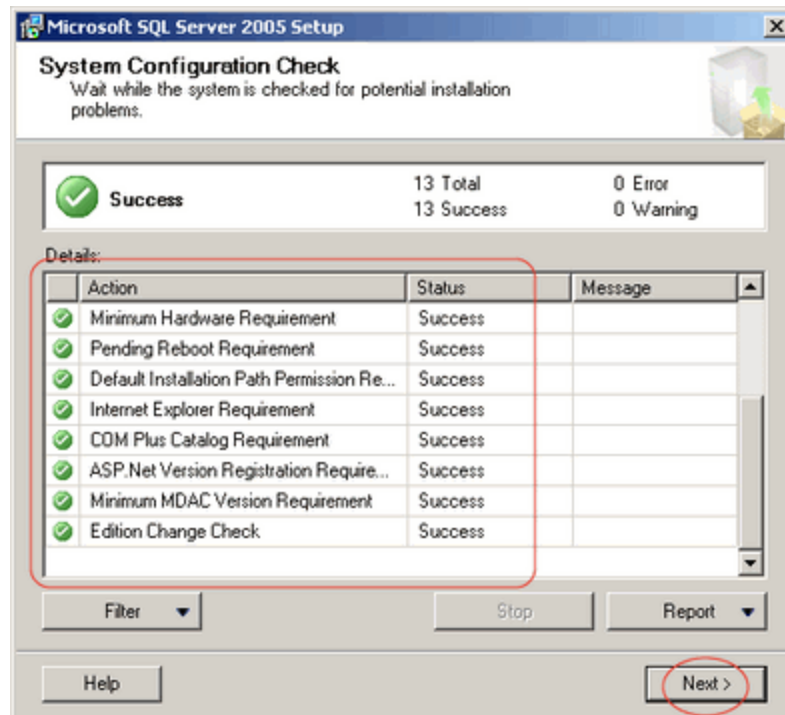 Microsoft SQL Server 2005 Setup
System Configuration Check
Wait while the system is checked for potential installation
problems.
Success 13 Total 0 Error
13 Success 0 Warning
Details:
Action Status Message
Minimum Hardware Requirement Success
Pending Reboot Requirement Success
Default Installation Path Permission Re... Success
Internet Explorer Requirement Success
COM Plus Catalog Requirement Success
ASP.Net Version Registration Require... Success
Minimum MDAC Version Requirement Success
Edition Change Check Success
Filter Stop Report
Help Next >